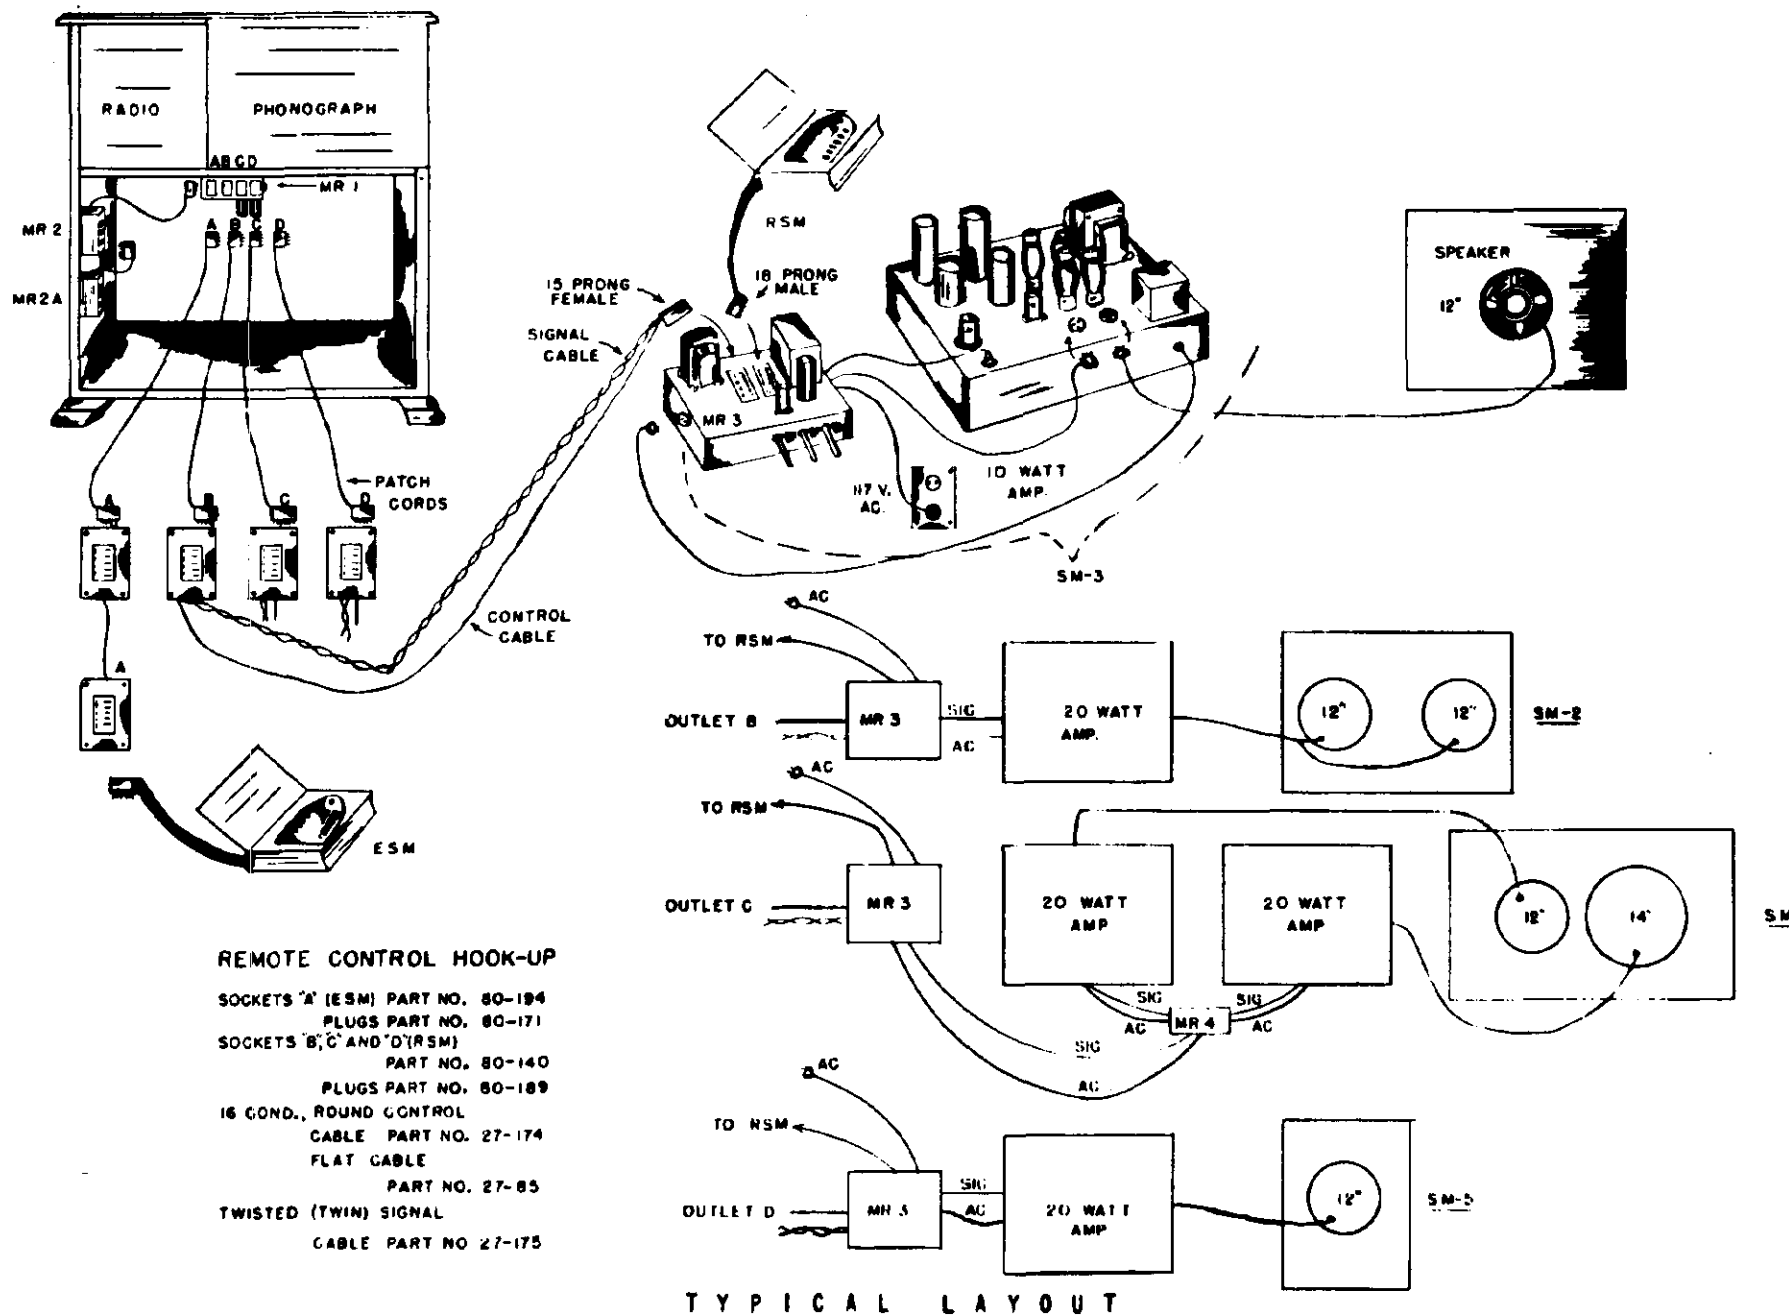 RADIO
PHONOGRAPH
ABCD
MR 1
MR 2
MR2A
A B C D
PATCH
CORDS
A B C D
A
ESM
15 PRONG
FEMALE
SIGNAL
CABLE
CONTROL
CABLE
RSM
18 PRONG
MALE
MR 3
117 V.
AC.
10 WATT
AMP.
SM-3
SPEAKER
12"
AC
TO RSM
OUTLET B
MR 3
SIG
AC
20 WATT
AMP.
12" 12"
SM-2
AC
TO RSM
OUTLET C
MR 3
20 WATT
AMP
20 WATT
AMP
12" 14"
SM
SIG SIG
AC MR 4 AC
SIG
AC
AC
TO RSM
OUTLET D
MR 3
SIG
AC
20 WATT
AMP
12"
SM-5
REMOTE CONTROL HOOK-UP
SOCKETS "A" (ESM) PART NO. 80-194
PLUGS PART NO. 80-171
SOCKETS "B", "C" AND "D" (RSM)
PART NO. 80-140
PLUGS PART NO. 80-189
16 COND., ROUND CONTROL
CABLE PART NO. 27-174
FLAT CABLE
PART NO. 27-85
TWISTED (TWIN) SIGNAL
CABLE PART NO 27-175
TYPICAL LAYOUT